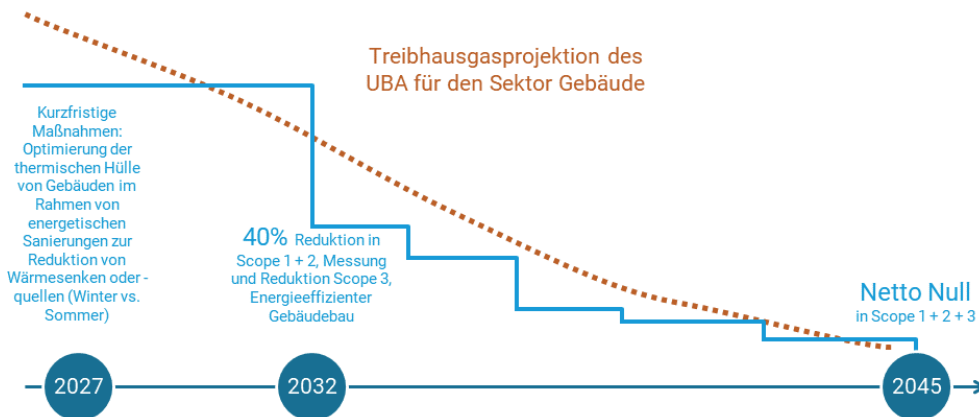 Treibhausgasprojektion des
UBA für den Sektor Gebäude
Kurzfristige
Maßnahmen:
Optimierung der
thermischen Hülle
von Gebäuden im
Rahmen von
energetischen
Sanierungen zur
Reduktion von
Wärmesenken oder -
quellen (Winter vs.
Sommer)
40% Reduktion in
Scope 1 + 2, Messung
und Reduktion Scope 3,
Energieeffizienter
Gebäudebau
Netto Null
in Scope 1 + 2 + 3
2027
2032
2045